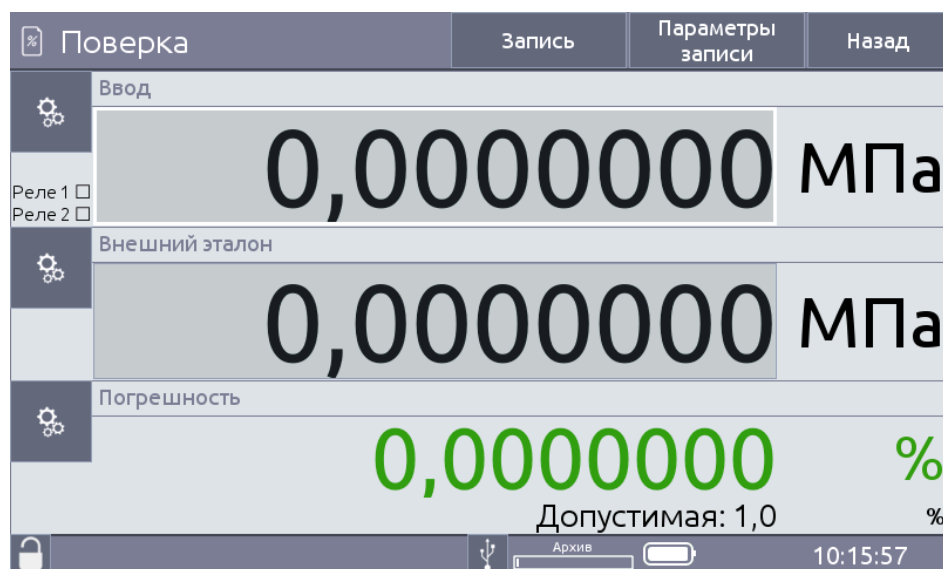 Поверка
Запись
Параметры
записи
Назад
Ввод
0,0000000 МПа
Реле 1
Реле 2
Внешний эталон
0,0000000 МПа
Погрешность
0,0000000 %
Допустимая: 1,0 %
Архив
10:15:57